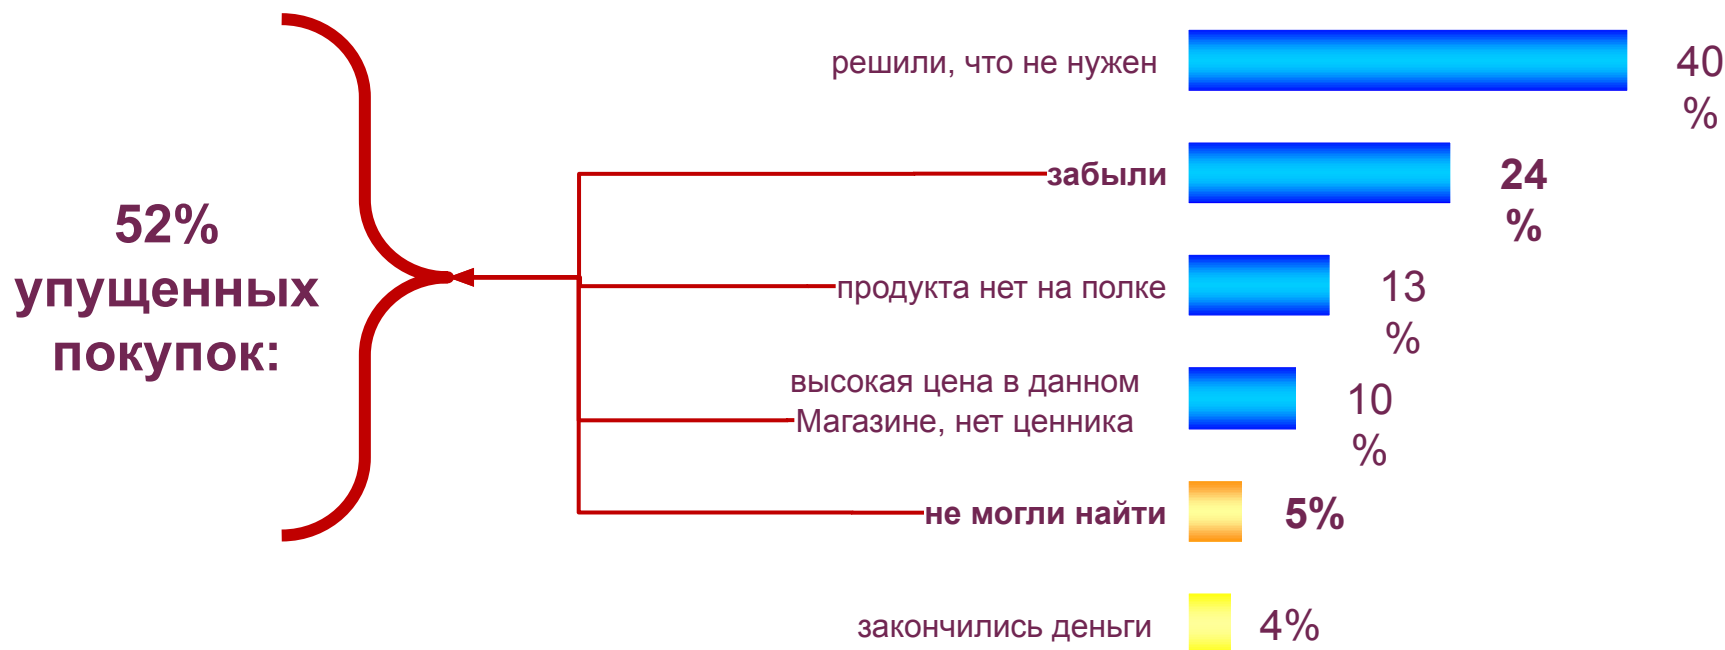 52%
упущенных
покупок:
решили, что не нужен
40
%
забыли
24
%
продукта нет на полке
13
%
высокая цена в данном
Магазине, нет ценника
10
%
не могли найти
5%
закончились деньги
4%